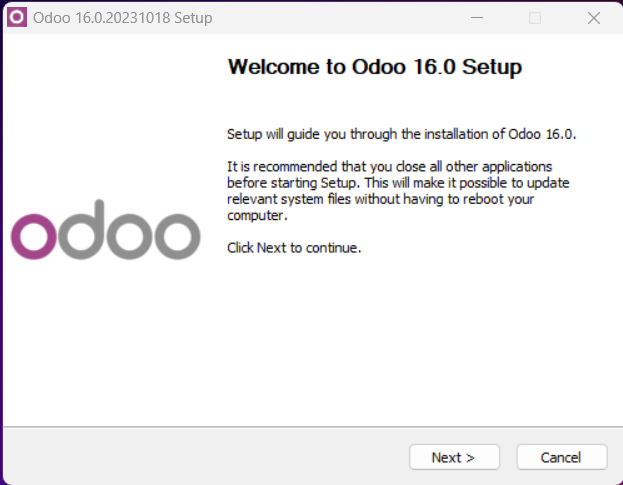 Odoo 16.0.20231018 Setup
Welcome to Odoo 16.0 Setup
Setup will guide you through the installation of Odoo 16.0.
It is recommended that you close all other applications
before starting Setup. This will make it possible to update
relevant system files without having to reboot your
computer.
Click Next to continue.
odoo
Next >
Cancel